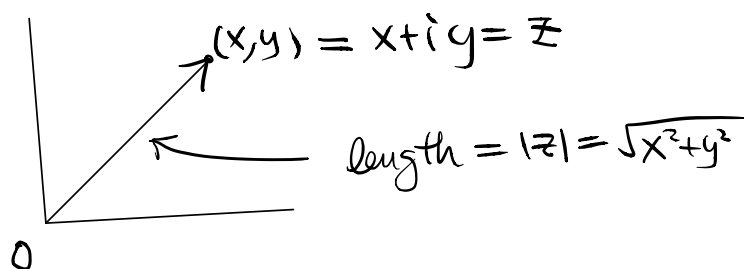 (x,y) = x+iy = z
length = |z| = √x²+y²
0